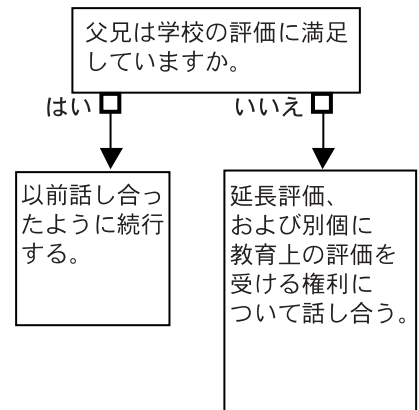 父兄は学校の評価に満足
していますか。
はい
いいえ
以前話し合っ
たように続行
する。
延長評価、
および別個に
教育上の評価を
受ける権利に
ついて話し合う。